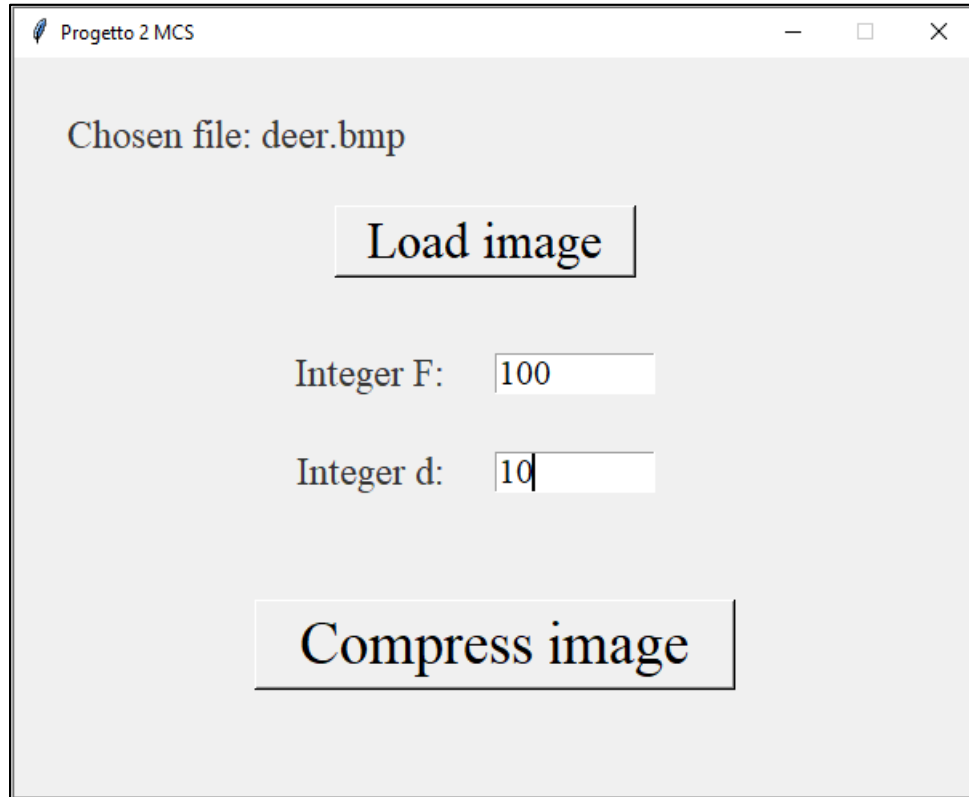 Progetto 2 MCS
Chosen file: deer.bmp
Load image
Integer F: 100
Integer d: 10
Compress image